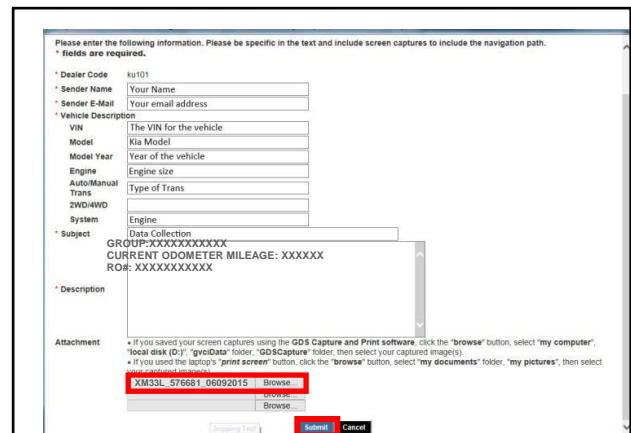 Please enter the following information. Please be specific in the text and include screen captures to include the navigation path.
* fields are required.
* Dealer Code ku101
* Sender Name Your Name
* Sender E-Mail Your email address
* Vehicle Description
VIN The VIN for the vehicle
Model Kia Model
Model Year Year of the vehicle
Engine Engine size
Auto/Manual
Trans Type of Trans
2WD/4WD
System Engine
* Subject Data Collection
GROUP:XXXXXXXXXXX
CURRENT ODOMETER MILEAGE: XXXXXX
RO#: XXXXXXXXXXX
* Description
Attachment • If you saved your screen captures using the GDS Capture and Print software, click the "browse" button, select "my computer",
"local disk (D:)", "gvciData" folder, "GDSCapture" folder, then select your captured image(s).
• If you used the laptop's "print screen" button, click the "browse" button, select "my documents" folder, "my pictures", then select
your captured image(s)
XM33L_576681_06092015 Browse...
Browse...
Browse...
Submit Cancel